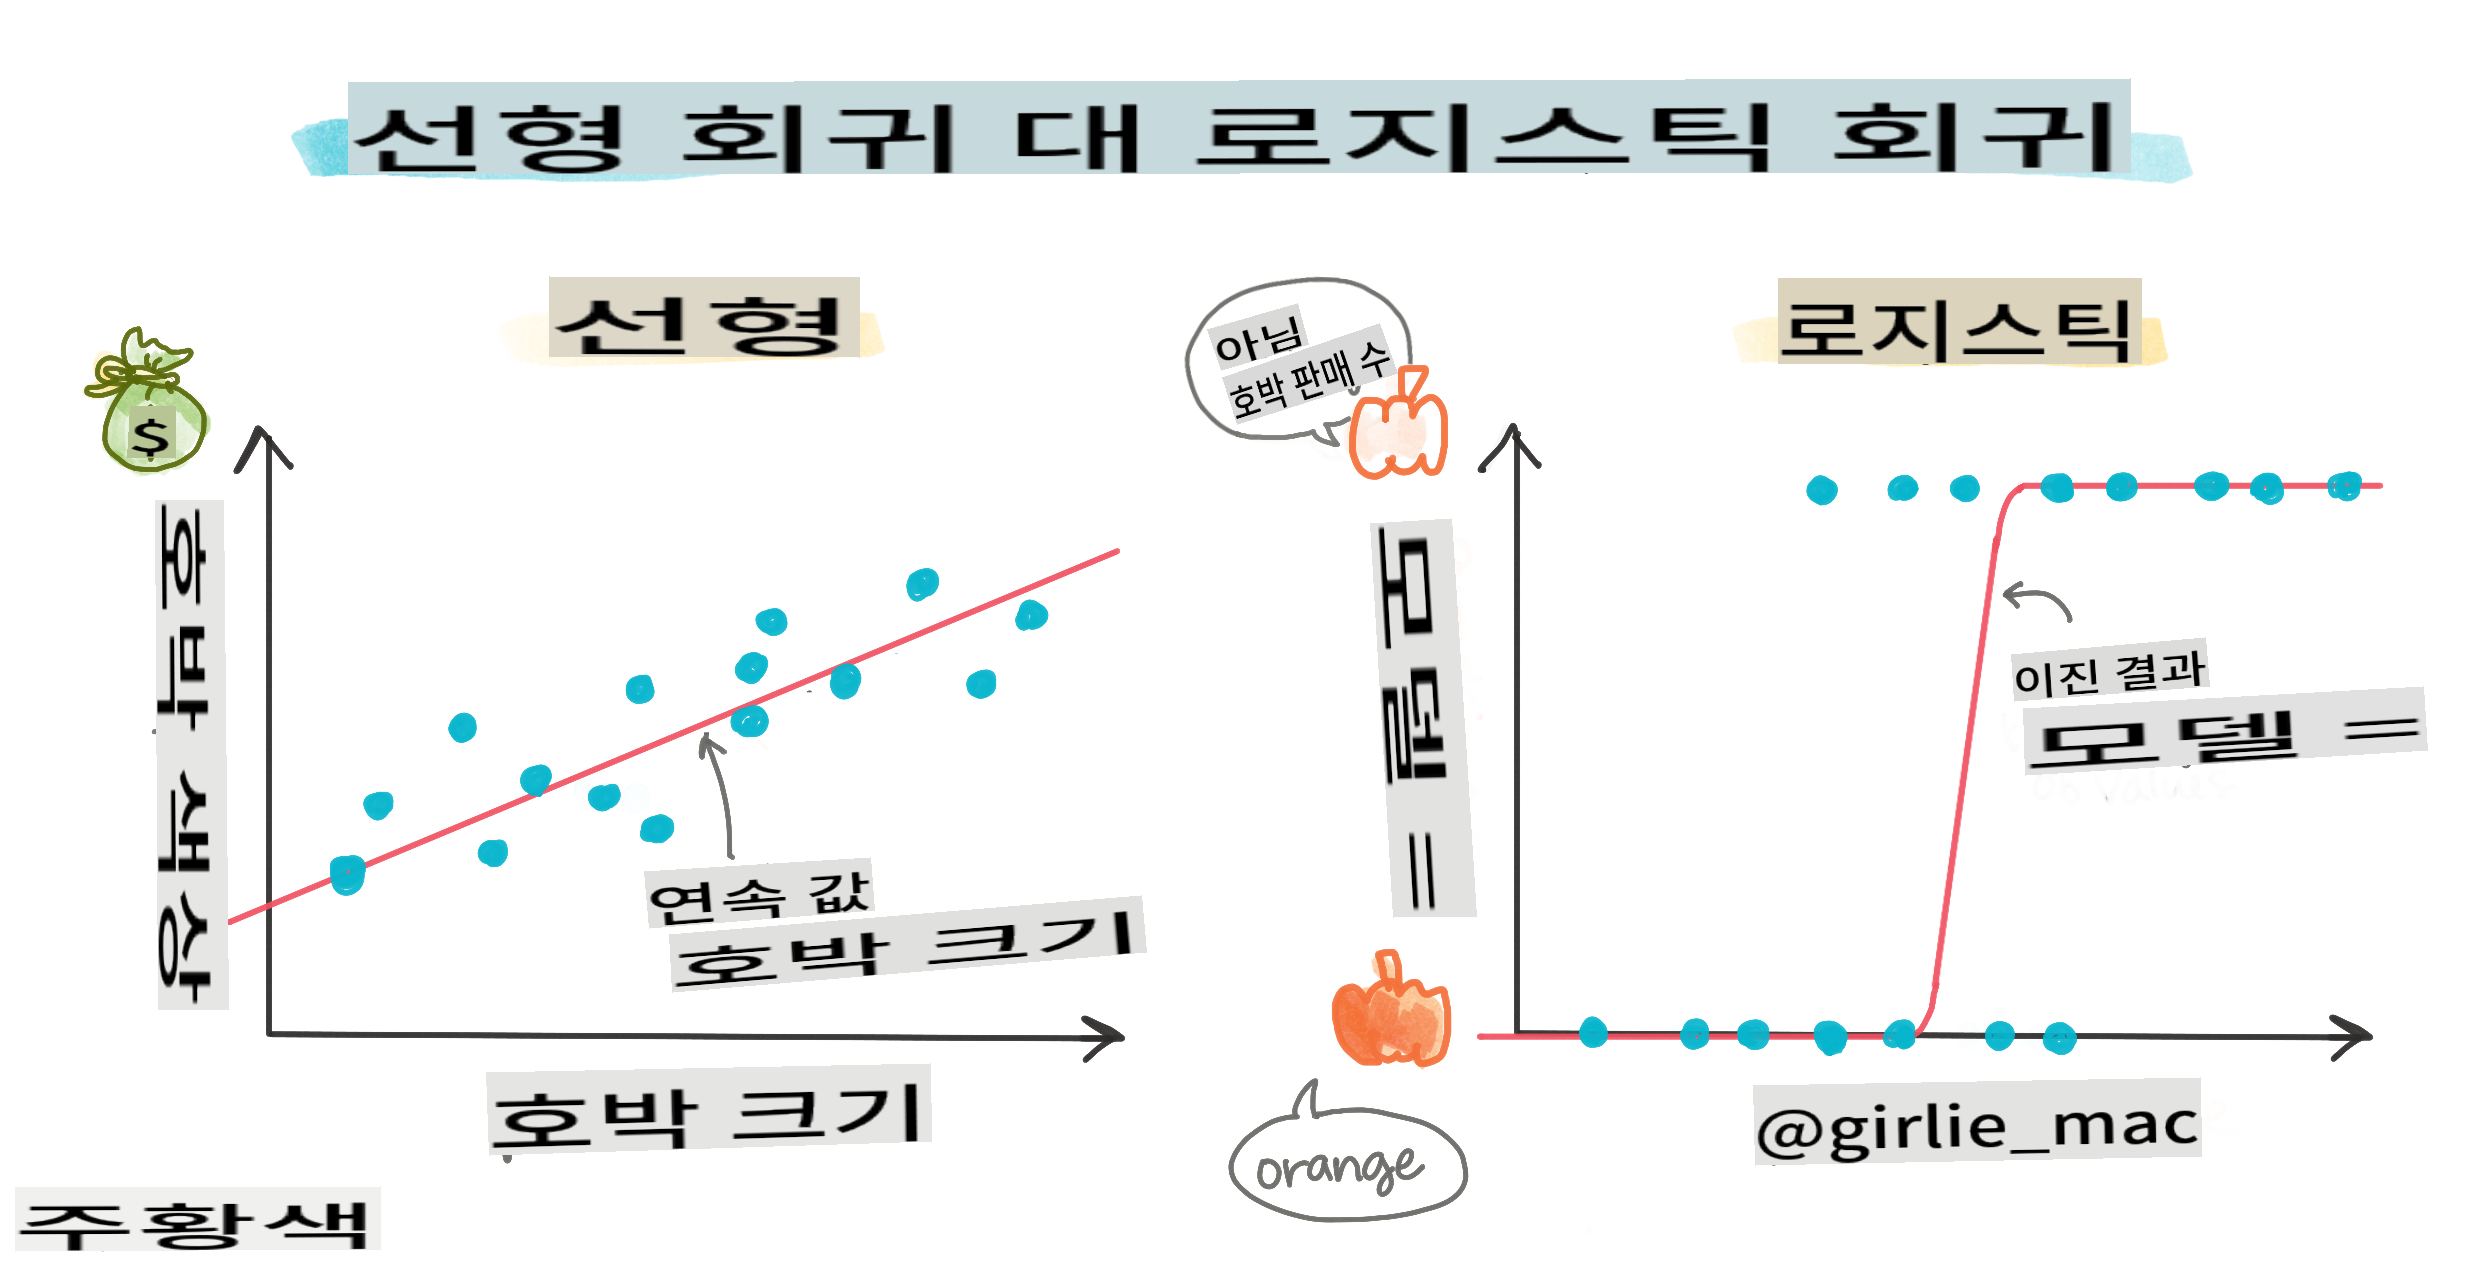 선형 회귀 대 로지스틱 회귀
선형
로지스틱
$
아님
호박 판매 수
호박 색상
모델 =
연속 값
호박 크기
이진 결과
모델 =
호박 크기
@girlie_mac
orange
주황색